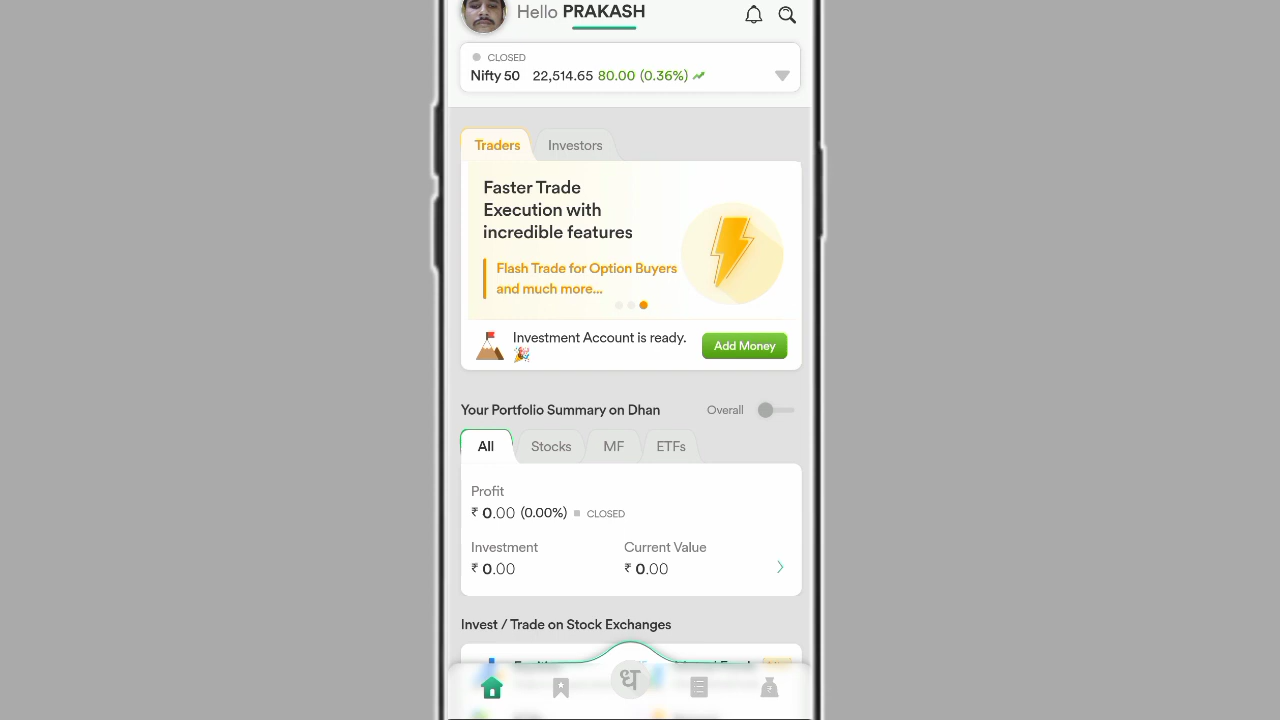 Hello PRAKASH
CLOSED
Nifty 50 22,514.65 80.00 (0.36%)
Traders Investors
Faster Trade
Execution with
incredible features
Flash Trade for Option Buyers
and much more...
Investment Account is ready.
Add Money
Your Portfolio Summary on Dhan Overall
All Stocks MF ETFs
Profit
₹ 0.00 (0.00%) CLOSED
Investment Current Value
₹ 0.00 ₹ 0.00
Invest / Trade on Stock Exchanges
ध